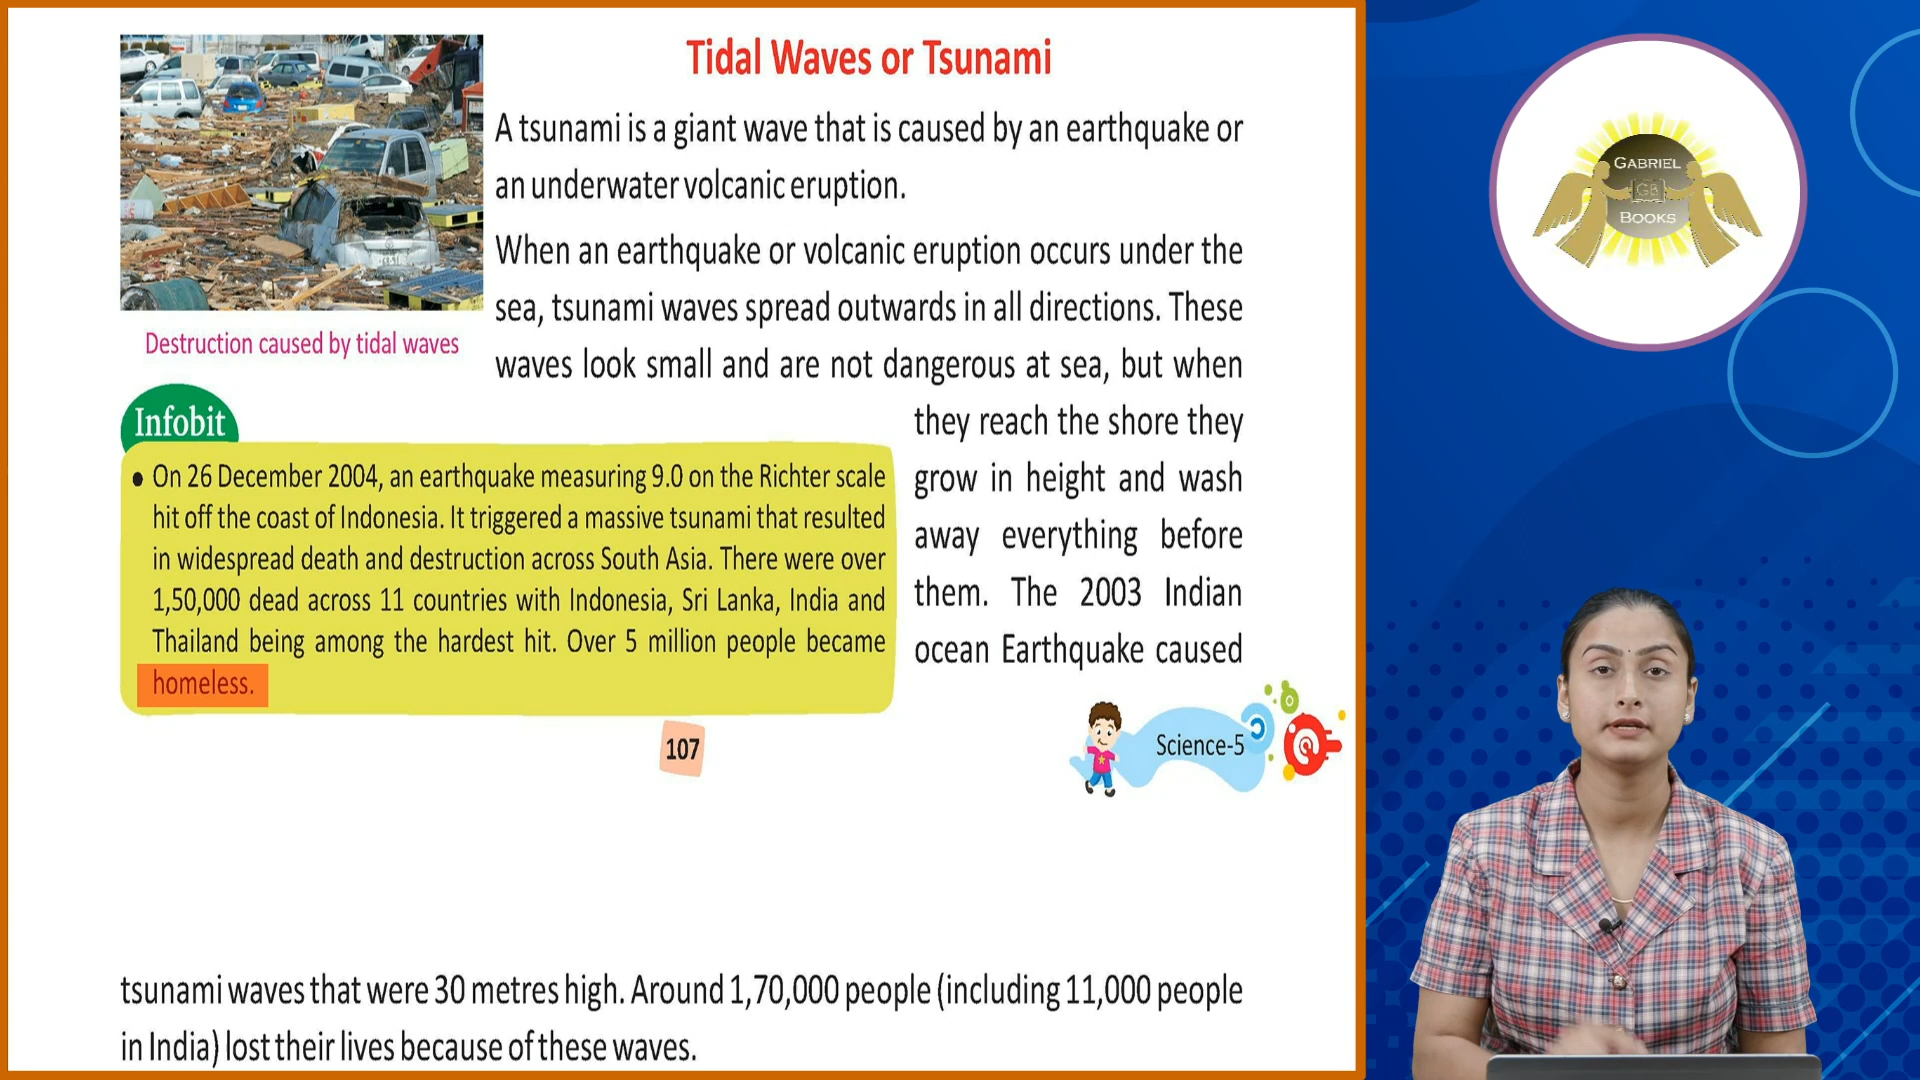 Tidal Waves or Tsunami
A tsunami is a giant wave that is caused by an earthquake or
an underwater volcanic eruption.
When an earthquake or volcanic eruption occurs under the
sea, tsunami waves spread outwards in all directions. These
waves look small and are not dangerous at sea, but when
they reach the shore they
grow in height and wash
away everything before
them. The 2003 Indian
ocean Earthquake caused
Destruction caused by tidal waves
Infobit
• On 26 December 2004, an earthquake measuring 9.0 on the Richter scale
hit off the coast of Indonesia. It triggered a massive tsunami that resulted
in widespread death and destruction across South Asia. There were over
1,50,000 dead across 11 countries with Indonesia, Sri Lanka, India and
Thailand being among the hardest hit. Over 5 million people became
homeless.
107
Science-5
tsunami waves that were 30 metres high. Around 1,70,000 people (including 11,000 people
in India) lost their lives because of these waves.
GABRIEL
GB
BOOKS